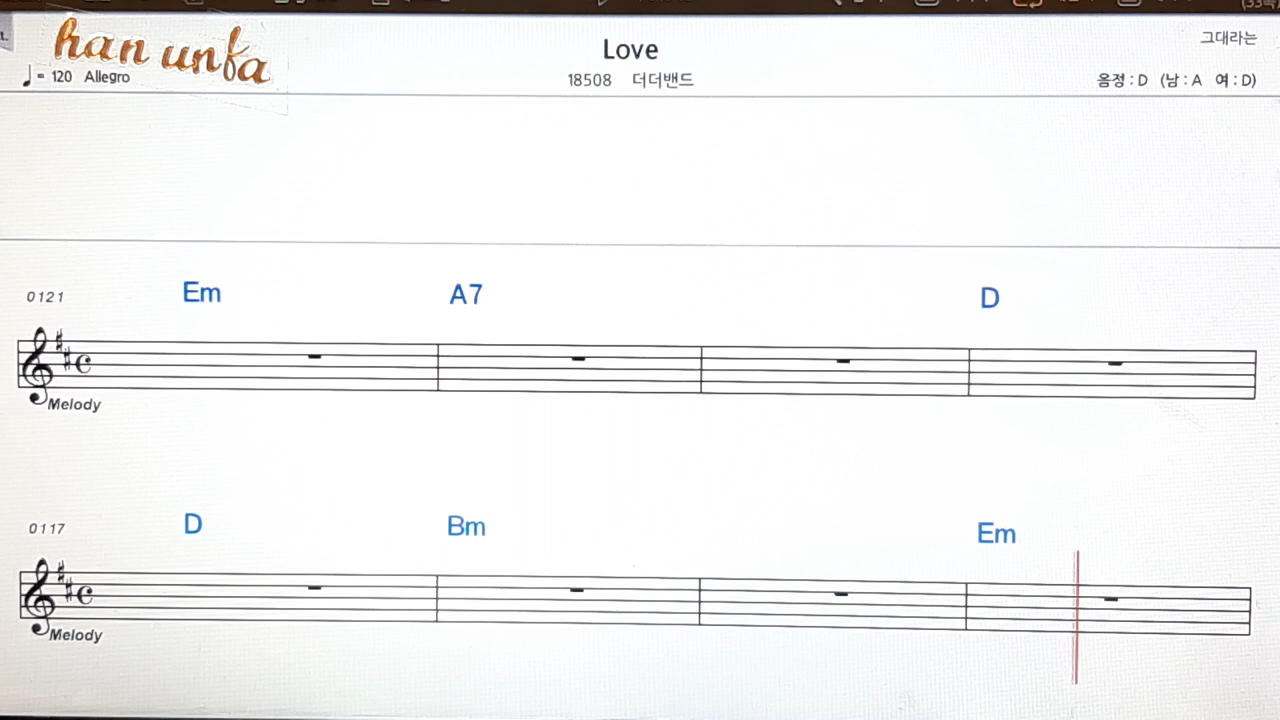 han unfa
Love
그대라는
♩= 120 Allegro
18508 더더밴드
음정 : D (남 : A 여 : D)
0121 Em A7 D
Melody
0117 D Bm Em
Melody